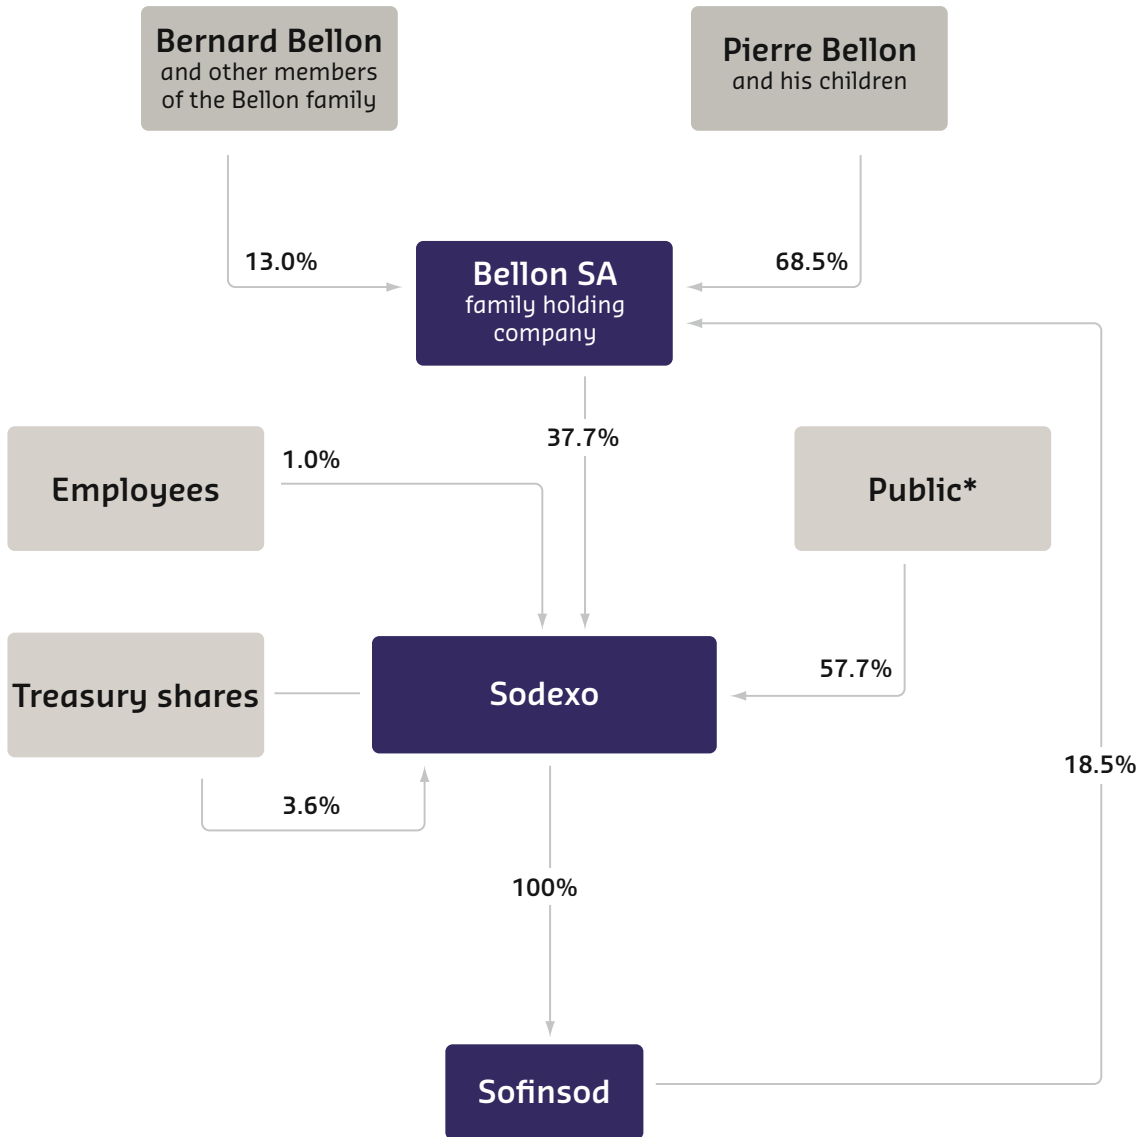 Bernard Bellon
and other members
of the Bellon family
Pierre Bellon
and his children
13.0%
68.5%
Bellon SA
family holding
company
37.7%
1.0%
Employees
Public*
57.7%
Treasury shares
Sodexo
18.5%
3.6%
100%
Sofinsod